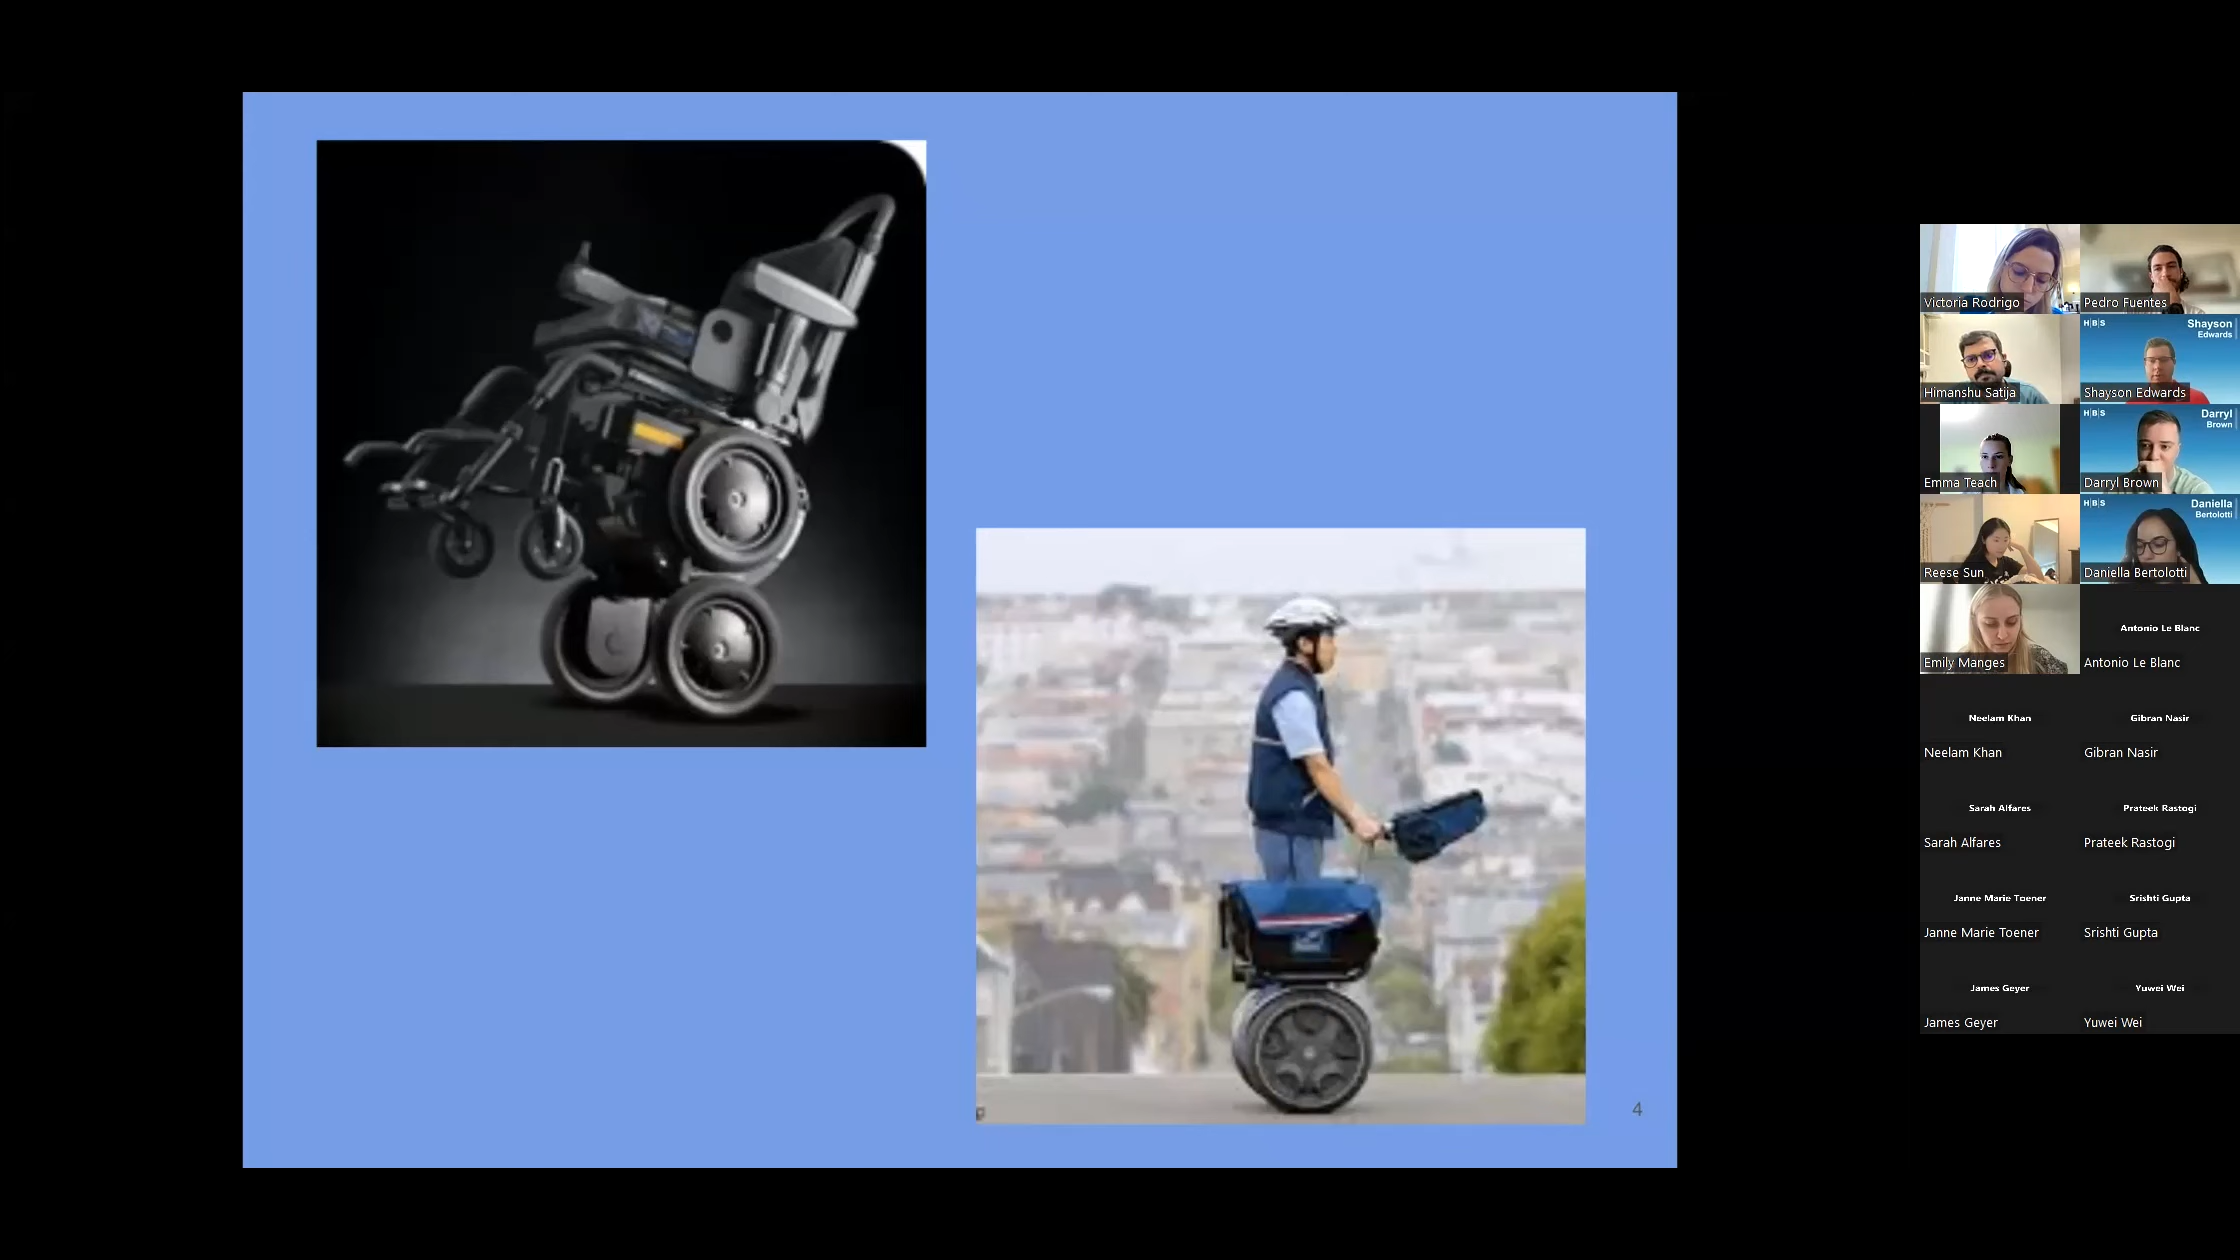 4
Victoria Rodrigo
Pedro Fuentes
Himanshu Satija
H|B|S
Shayson
Edwards
Shayson Edwards
Emma Teach
H|B|S
Darryl
Brown
Darryl Brown
Reese Sun
H|B|S
Daniella
Bertolotti
Daniella Bertolotti
Emily Manges
Antonio Le Blanc
Antonio Le Blanc
Neelam Khan
Neelam Khan
Gibran Nasir
Gibran Nasir
Sarah Alfares
Sarah Alfares
Prateek Rastogi
Prateek Rastogi
Janne Marie Toener
Janne Marie Toener
Srishti Gupta
Srishti Gupta
James Geyer
James Geyer
Yuwei Wei
Yuwei Wei